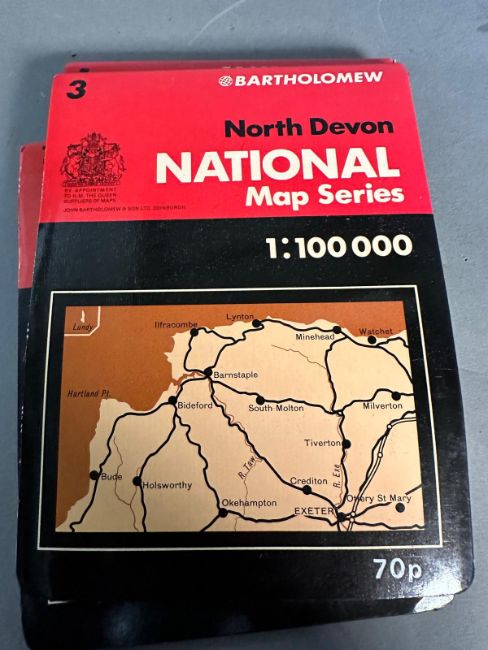 3
BARTHOLOMEW
North Devon
NATIONAL
Map Series
BY APPOINTMENT
TO H.M. THE QUEEN
SUPPLIERS OF MAPS
JOHN BARTHOLOMEW & SON LTD. EDINBURGH
1:100 000
Lundy
Ilfracombe
Lynton
Minehead
Watchet
Barnstaple
Hartland Pt.
Bideford
South Molton
Milverton
Tiverton
R. Taw
R. Exe
Bude
Holsworthy
Crediton
Okehampton
EXETER
Ottery St Mary
70p